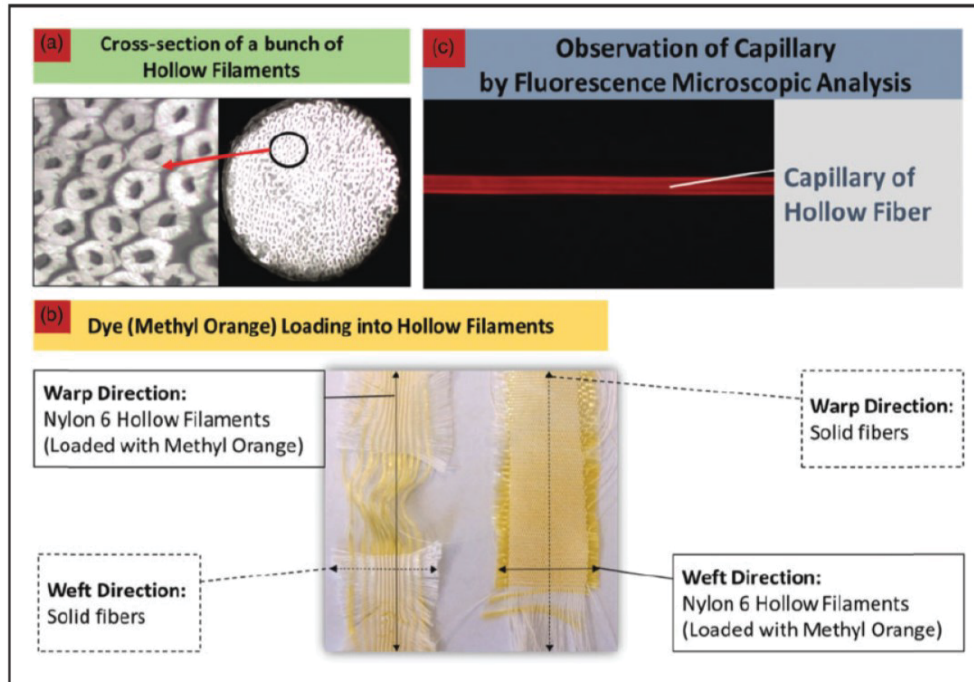 (a)
Cross-section of a bunch of
Hollow Filaments
(c)
Observation of Capillary
by Fluorescence Microscopic Analysis
Capillary of
Hollow Fiber
(b)
Dye (Methyl Orange) Loading into Hollow Filaments
Warp Direction:
Nylon 6 Hollow Filaments
(Loaded with Methyl Orange)
Warp Direction:
Solid fibers
Weft Direction:
Solid fibers
Weft Direction:
Nylon 6 Hollow Filaments
(Loaded with Methyl Orange)